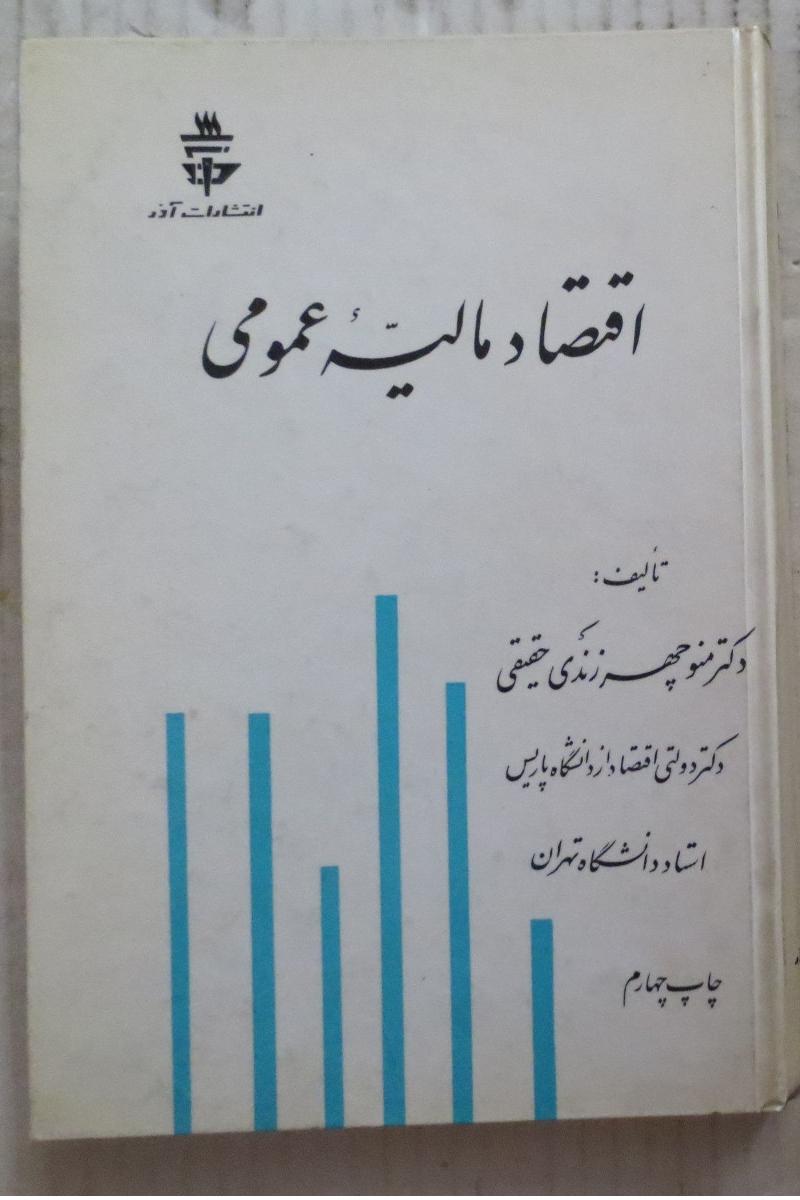 انتشارات آذر
اقتصاد مالیّهٔ عمومی
تألیف:
دکتر منوچهر زندی حقیقی
دکتر دولتی اقتصاد از دانشگاه پاریس
استاد دانشگاه تهران
چاپ چهارم